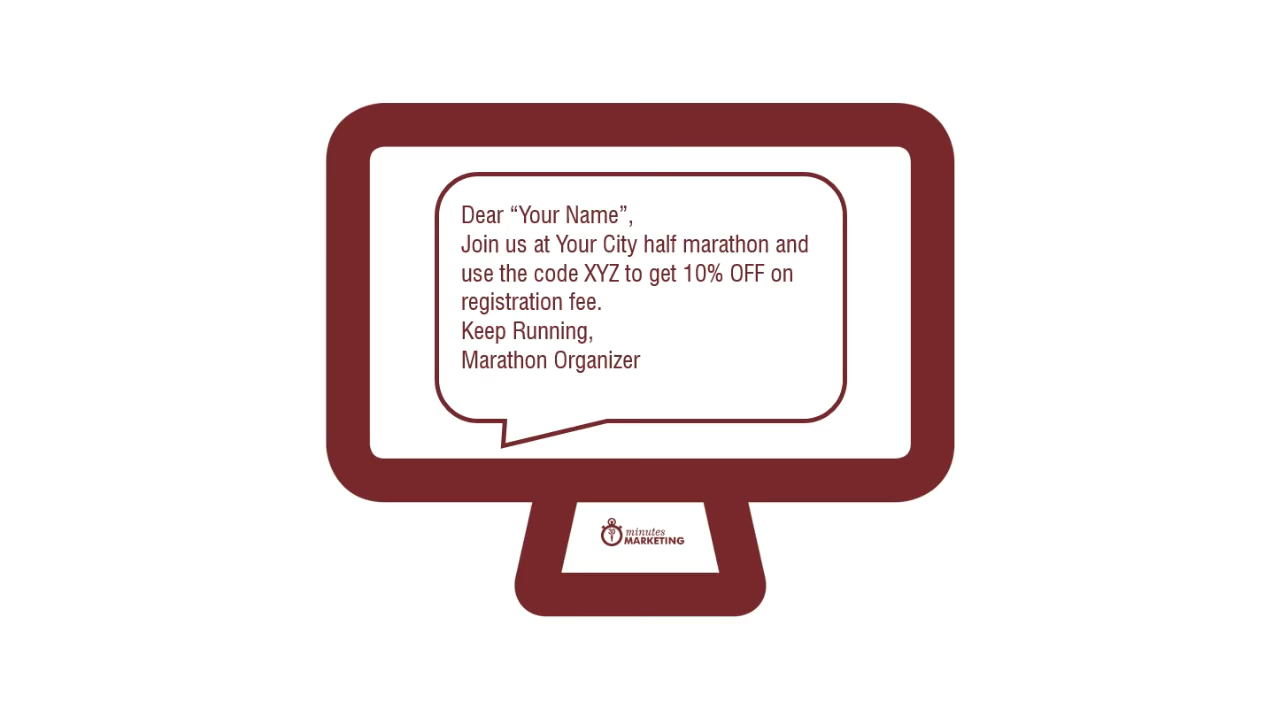 Dear “Your Name”,
Join us at Your City half marathon and
use the code XYZ to get 10% OFF on
registration fee.
Keep Running,
Marathon Organizer
minutes
MARKETING